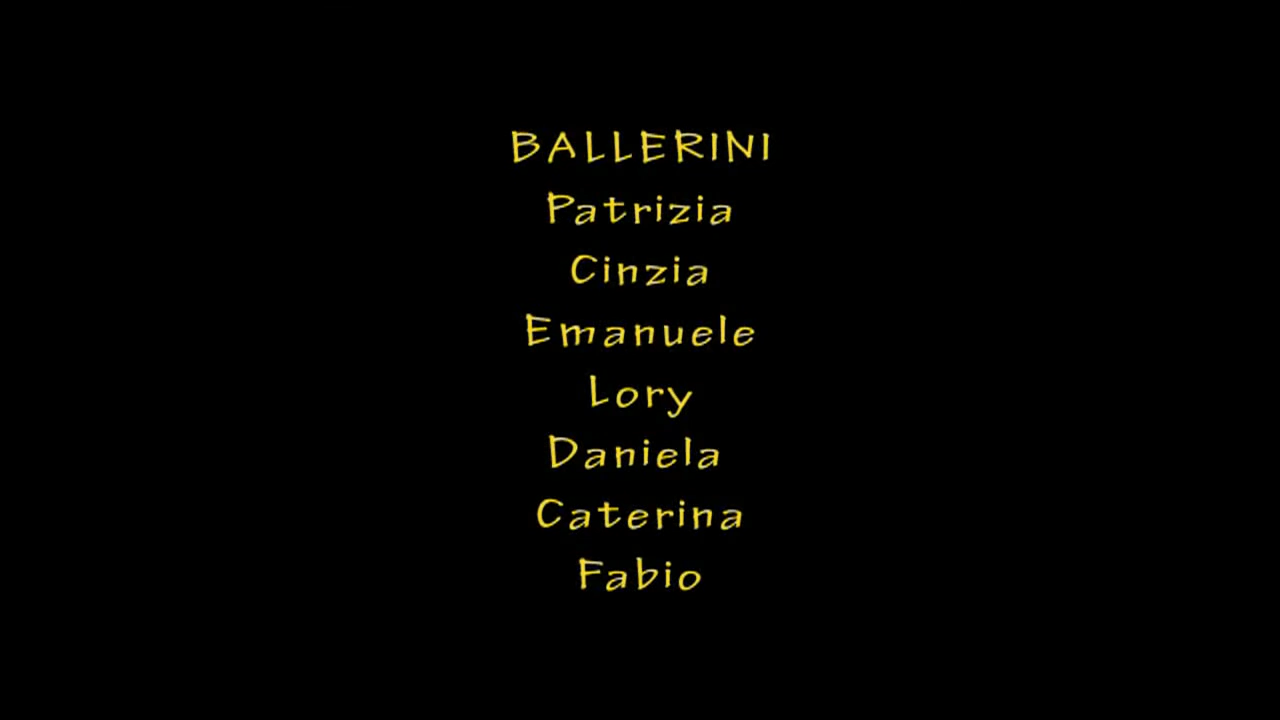 BALLERINI
Patrizia
Cinzia
Emanuele
Lory
Daniela
Caterina
Fabio